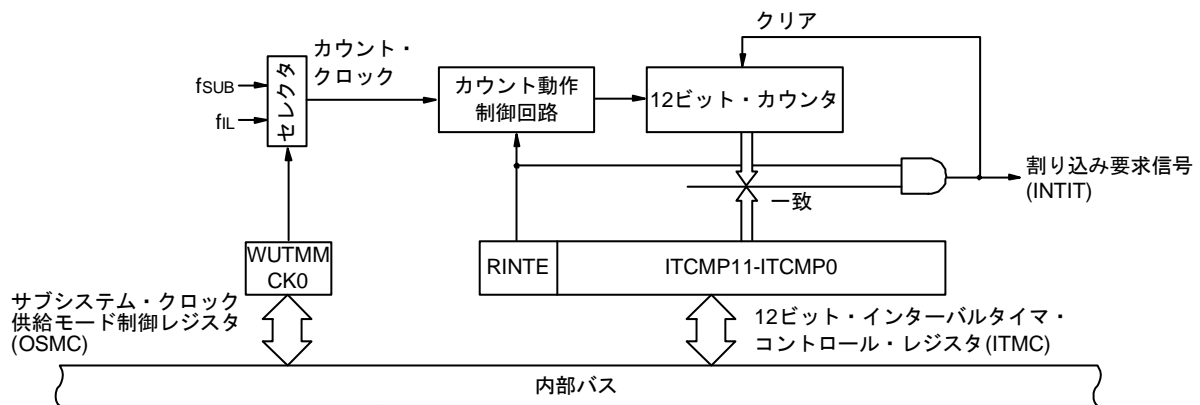 クリア
カウント・
クロック
fSUB
fIL
セレクタ
カウント動作
制御回路
12ビット・カウンタ
割り込み要求信号
(INTIT)
一致
WUTMM
CK0
RINTE
ITCMP11-ITCMP0
サブシステム・クロック
供給モード制御レジスタ
(OSMC)
12ビット・インターバルタイマ・
コントロール・レジスタ(ITMC)
内部バス